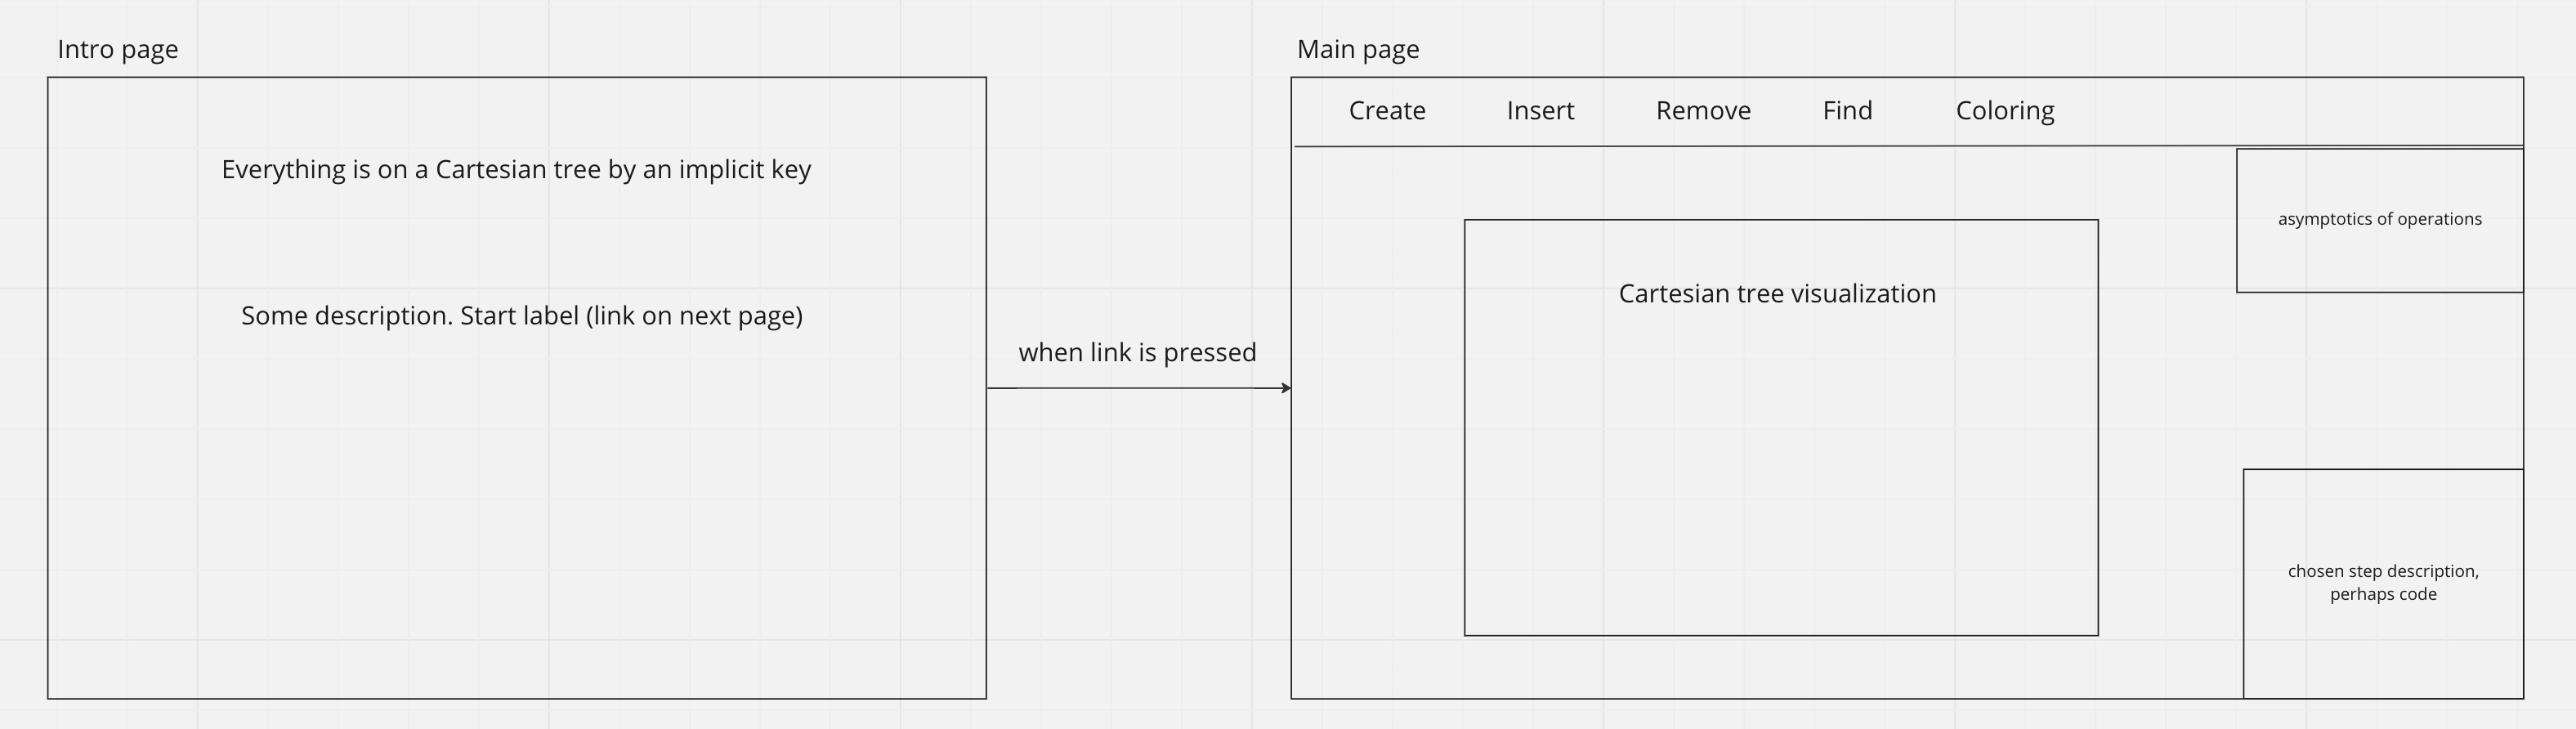 Intro page
Everything is on a Cartesian tree by an implicit key
Some description. Start label (link on next page)
when link is pressed
Main page
Create Insert Remove Find Coloring
Cartesian tree visualization
asymptotics of operations
chosen step description,
perhaps code